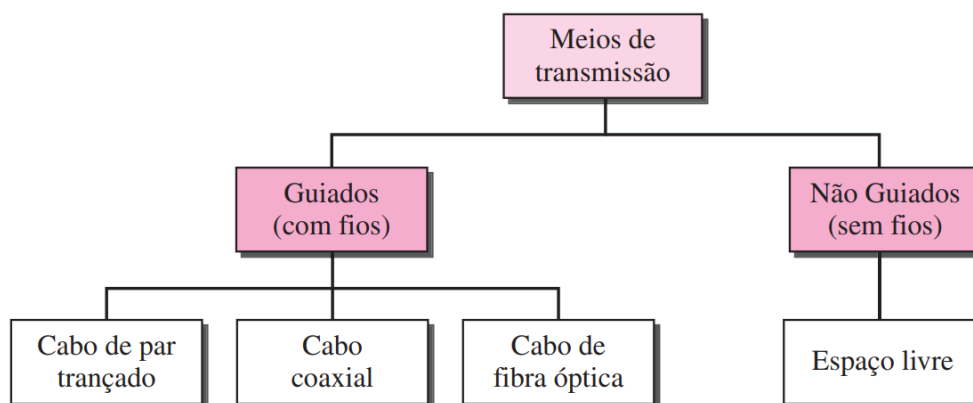 Meios de
transmissão
Guiados
(com fios)
Não Guiados
(sem fios)
Cabo de par
trançado
Cabo
coaxial
Cabo de
fibra óptica
Espaço livre